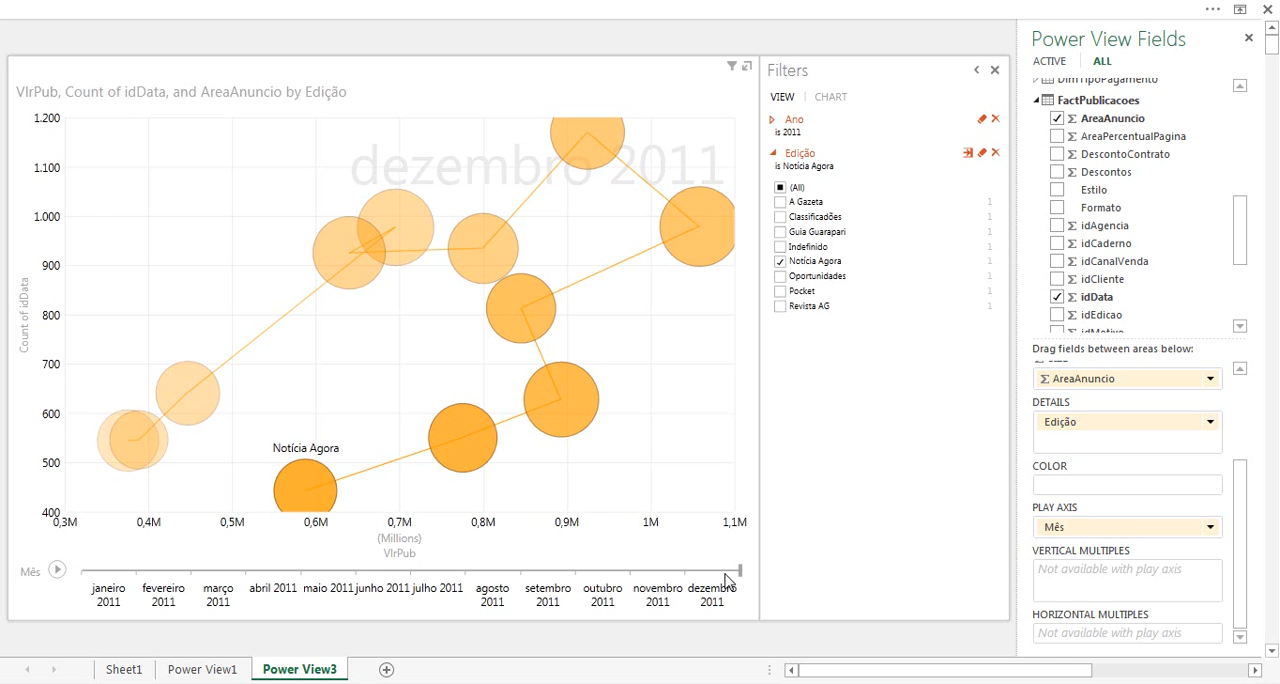 Power View Fields
ACTIVE ALL
DimTipoPagamento
FactPublicacoes
AreaAnuncio
AreaPercentualPagina
DescontoContrato
Descontos
Estilo
Formato
idAgencia
idCaderno
idCanalVenda
idCliente
idData
idEdicao
idMotivo
Drag fields between areas below:
SIZE
Σ AreaAnuncio
DETAILS
Edição
COLOR
PLAY AXIS
Mês
VERTICAL MULTIPLES
Not available with play axis
HORIZONTAL MULTIPLES
Not available with play axis
Filters
VIEW CHART
Ano
is 2011
Edição
is Notícia Agora
(All)
A Gazeta 1
Classificadões 1
Guia Guarapari 1
Indefinido 1
Notícia Agora 1
Oportunidades 1
Pocket 1
Revista AG 1
VlrPub, Count of idData, and AreaAnuncio by Edição
dezembro 2011
1.200
1.100
1.000
900
800
700
600
500
400
Count of idData
Notícia Agora
0,3M 0,4M 0,5M 0,6M 0,7M 0,8M 0,9M 1M 1,1M
(Millions)
VlrPub
Mês
janeiro 2011
fevereiro 2011
março 2011
abril 2011
maio 2011
junho 2011
julho 2011
agosto 2011
setembro 2011
outubro 2011
novembro 2011
dezembro 2011
Sheet1 Power View1 Power View3